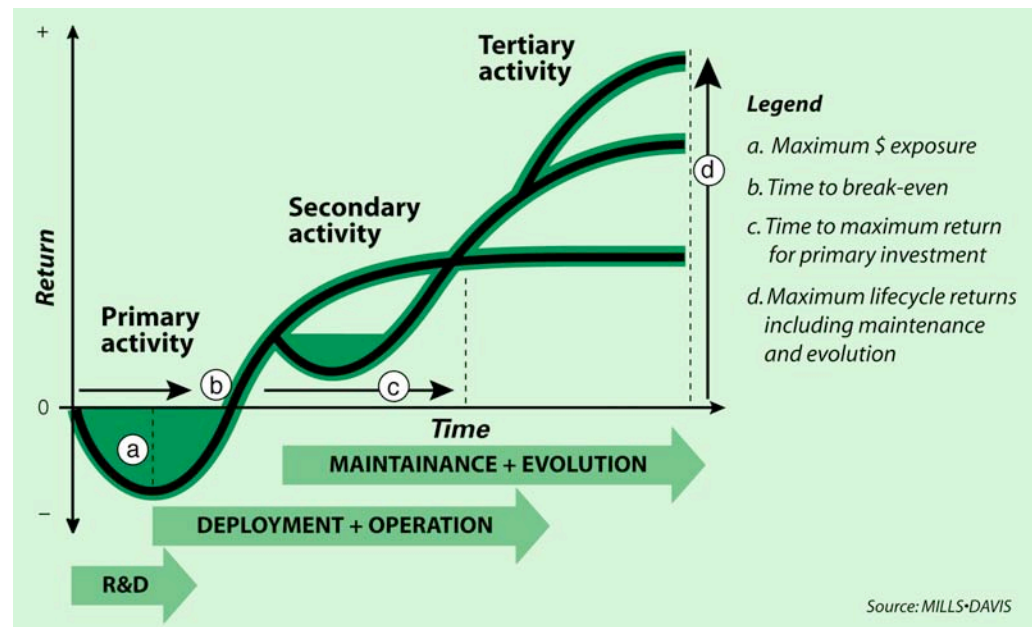 +
Tertiary
activity
Legend
a. Maximum $ exposure
d
b. Time to break-even
Secondary
activity
c. Time to maximum return
for primary investment
Return
d. Maximum lifecycle returns
including maintenance
and evolution
Primary
activity
b
c
0
Time
a
MAINTAINANCE + EVOLUTION
–
DEPLOYMENT + OPERATION
R&D
Source: MILLS•DAVIS